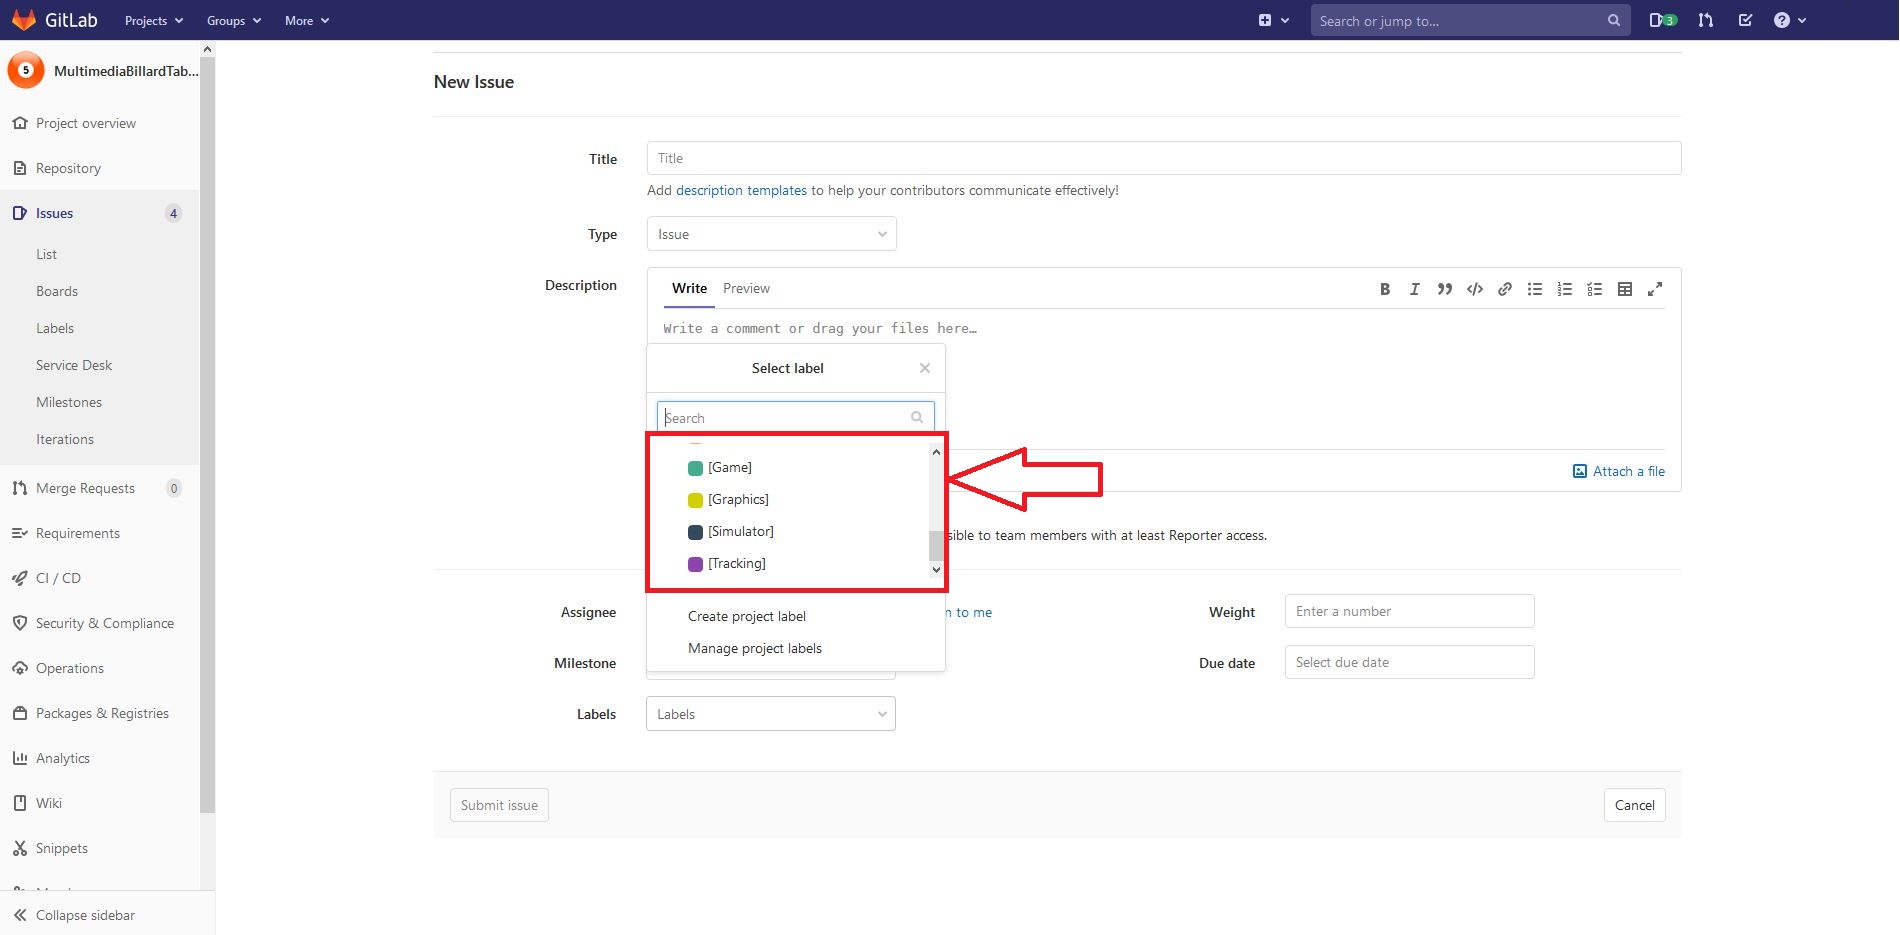 GitLab Projects Groups More Search or jump to... 3
5 MultimediaBillardTab...
Project overview
Repository
Issues 4
List
Boards
Labels
Service Desk
Milestones
Iterations
Merge Requests 0
Requirements
CI / CD
Security & Compliance
Operations
Packages & Registries
Analytics
Wiki
Snippets
Collapse sidebar
New Issue
Title Title
Add description templates to help your contributors communicate effectively!
Type Issue
Description Write Preview
Write a comment or drag your files here…
Select label
Search
[Game]
[Graphics]
[Simulator]
[Tracking]
Create project label
Manage project labels
Attach a file
sible to team members with at least Reporter access.
Assignee to me Weight Enter a number
Milestone Due date Select due date
Labels Labels
Submit issue Cancel